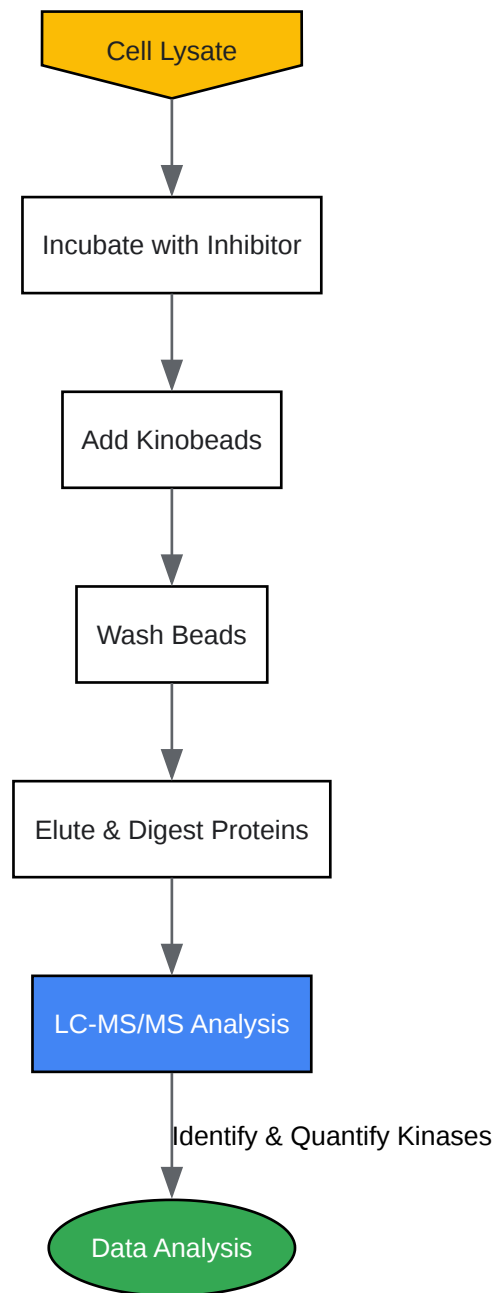 Cell Lysate
Incubate with Inhibitor
Add Kinobeads
Wash Beads
Elute & Digest Proteins
LC-MS/MS Analysis
Identify & Quantify Kinases
Data Analysis